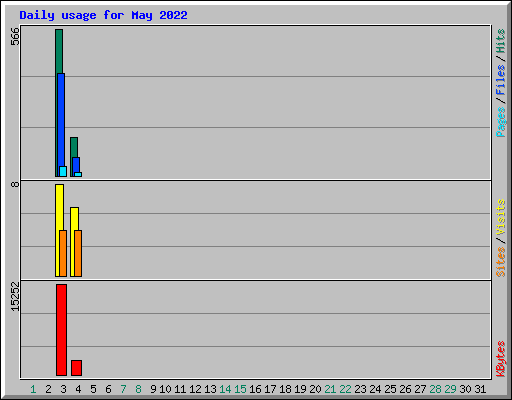 Daily usage for May 2022
566
Pages/Files/Hits
8
Sites/Visits
15252
KBytes
1 2 3 4 5 6 7 8 9 10 11 12 13 14 15 16 17 18 19 20 21 22 23 24 25 26 27 28 29 30 31